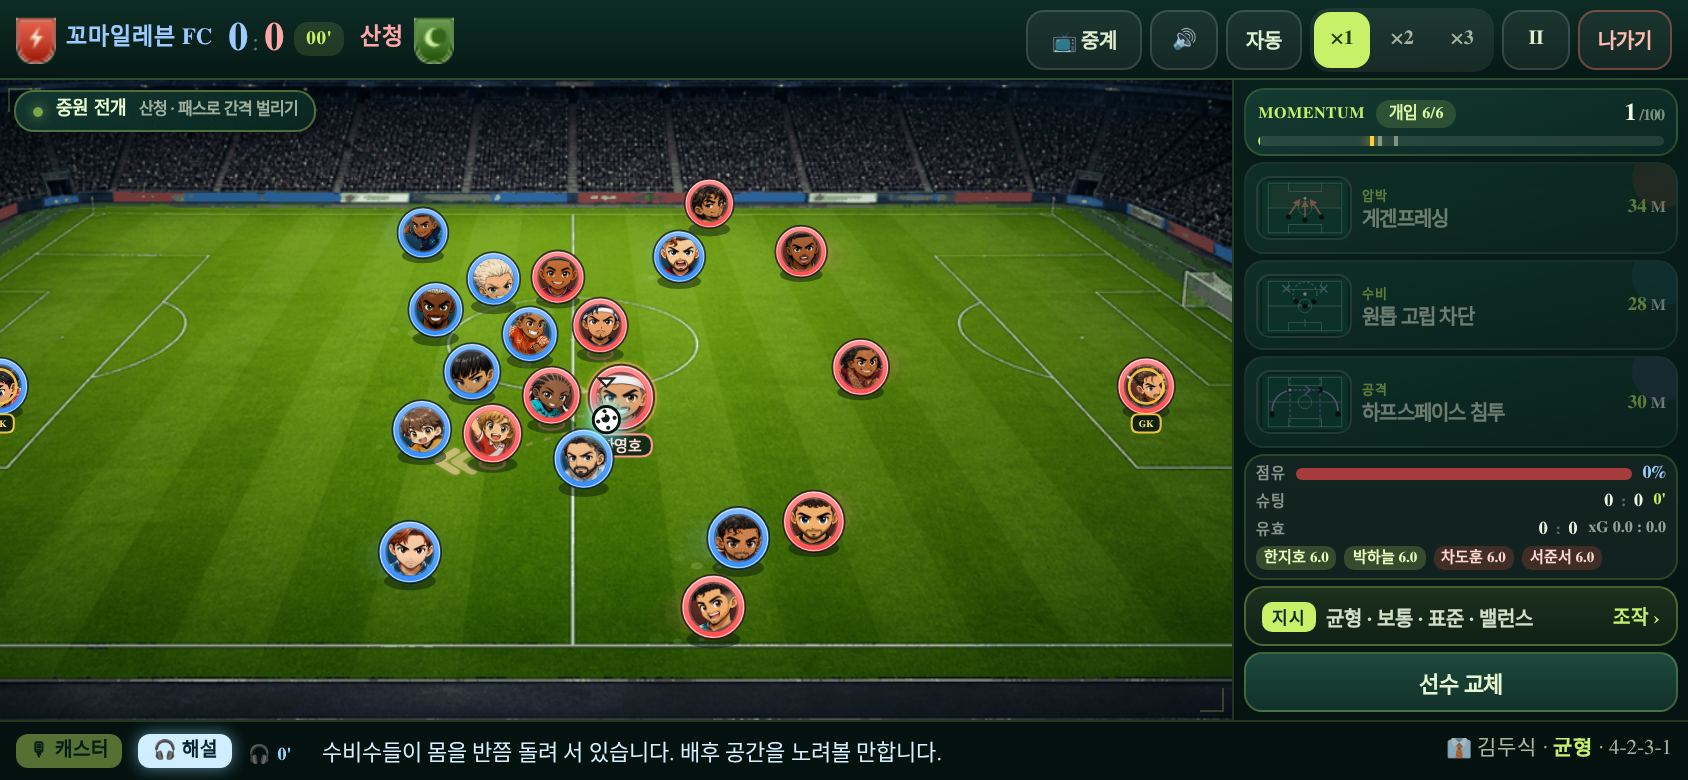 꼬마일레븐 FC 0 : 0 00' 산청
중계
자동
×1 ×2 ×3
II
나가기
중원 전개 산청 · 패스로 간격 벌리기
MOMENTUM 개입 6/6 1 /100
압박
게겐프레싱
34 M
수비
원톱 고립 차단
28 M
공격
하프스페이스 침투
30 M
GK
영호
점유 0%
슈팅 0 : 0 0'
유효 0 : 0 xG 0.0 : 0.0
한지호 6.0 박하늘 6.0 차도훈 6.0 서준서 6.0
지시 균형 · 보통 · 표준 · 밸런스 조작 ›
선수 교체
캐스터 해설 0' 수비수들이 몸을 반쯤 돌려 서 있습니다. 배후 공간을 노려볼 만합니다.
김두식 · 균형 · 4-2-3-1